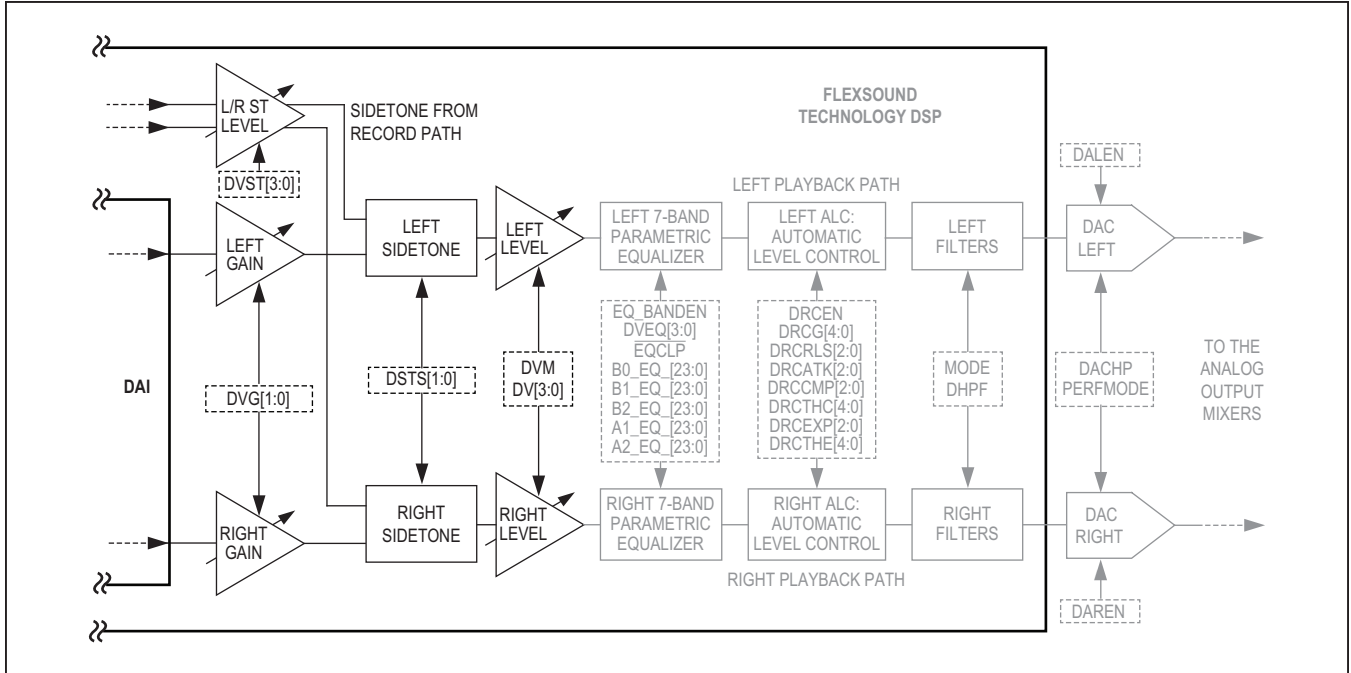 L/R ST
LEVEL
SIDETONE FROM
RECORD PATH
DVST[3:0]
FLEXSOUND
TECHNOLOGY DSP
DALEN
LEFT PLAYBACK PATH
LEFT
GAIN
LEFT
SIDETONE
LEFT
LEVEL
LEFT 7-BAND
PARAMETRIC
EQUALIZER
LEFT ALC:
AUTOMATIC
LEVEL CONTROL
LEFT
FILTERS
DAC
LEFT
DAI
DVG[1:0]
DSTS[1:0]
DVM
DV[3:0]
EQ_BANDEN
DVEQ[3:0]
EQCLP
B0_EQ_[23:0]
B1_EQ_[23:0]
B2_EQ_[23:0]
A1_EQ_[23:0]
A2_EQ_[23:0]
DRCEN
DRCG[4:0]
DRCRLS[2:0]
DRCATK[2:0]
DRCCMP[2:0]
DRCTHC[4:0]
DRCEXP[2:0]
DRCTHE[4:0]
MODE
DHPF
DACHP
PERFMODE
TO THE
ANALOG
OUTPUT
MIXERS
RIGHT
GAIN
RIGHT
SIDETONE
RIGHT
LEVEL
RIGHT 7-BAND
PARAMETRIC
EQUALIZER
RIGHT ALC:
AUTOMATIC
LEVEL CONTROL
RIGHT
FILTERS
DAC
RIGHT
RIGHT PLAYBACK PATH
DAREN